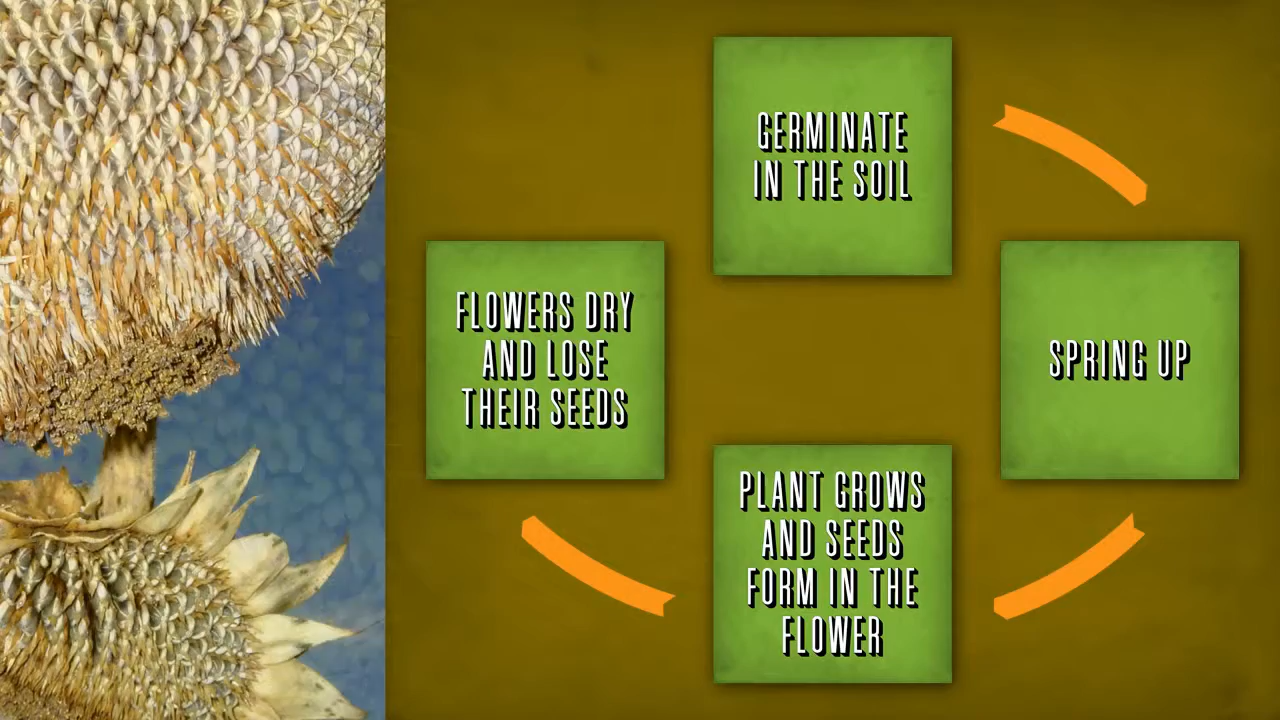 GERMINATE
IN THE SOIL
SPRING UP
PLANT GROWS
AND SEEDS
FORM IN THE
FLOWER
FLOWERS DRY
AND LOSE
THEIR SEEDS